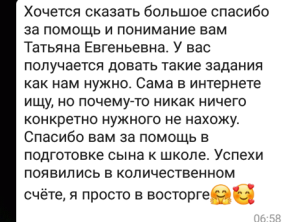 Хочется сказать большое спасибо
за помощь и понимание вам
Татьяна Евгеньевна. У вас
получается довать такие задания
как нам нужно. Сама в интернете
ищу, но почему-то никак ничего
конкретно нужного не нахожу.
Спасибо вам за помощь в
подготовке сына к школе. Успехи
появились в количественном
счёте, я просто в восторге🤗🥰
06:58